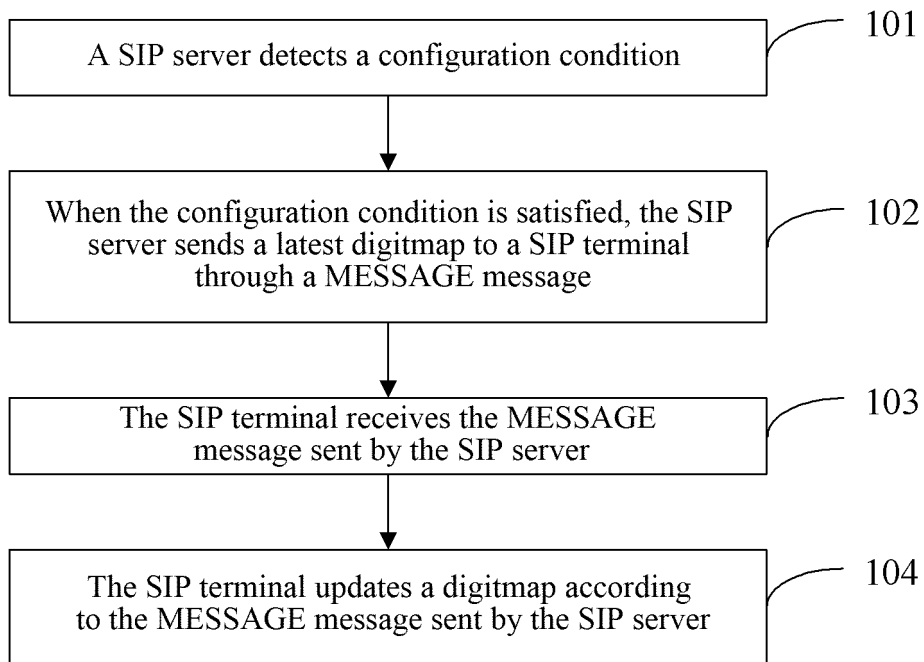 101
A SIP server detects a configuration condition
102
When the configuration condition is satisfied, the SIP
server sends a latest digitmap to a SIP terminal
through a MESSAGE message
103
The SIP terminal receives the MESSAGE
message sent by the SIP server
104
The SIP terminal updates a digitmap according
to the MESSAGE message sent by the SIP server